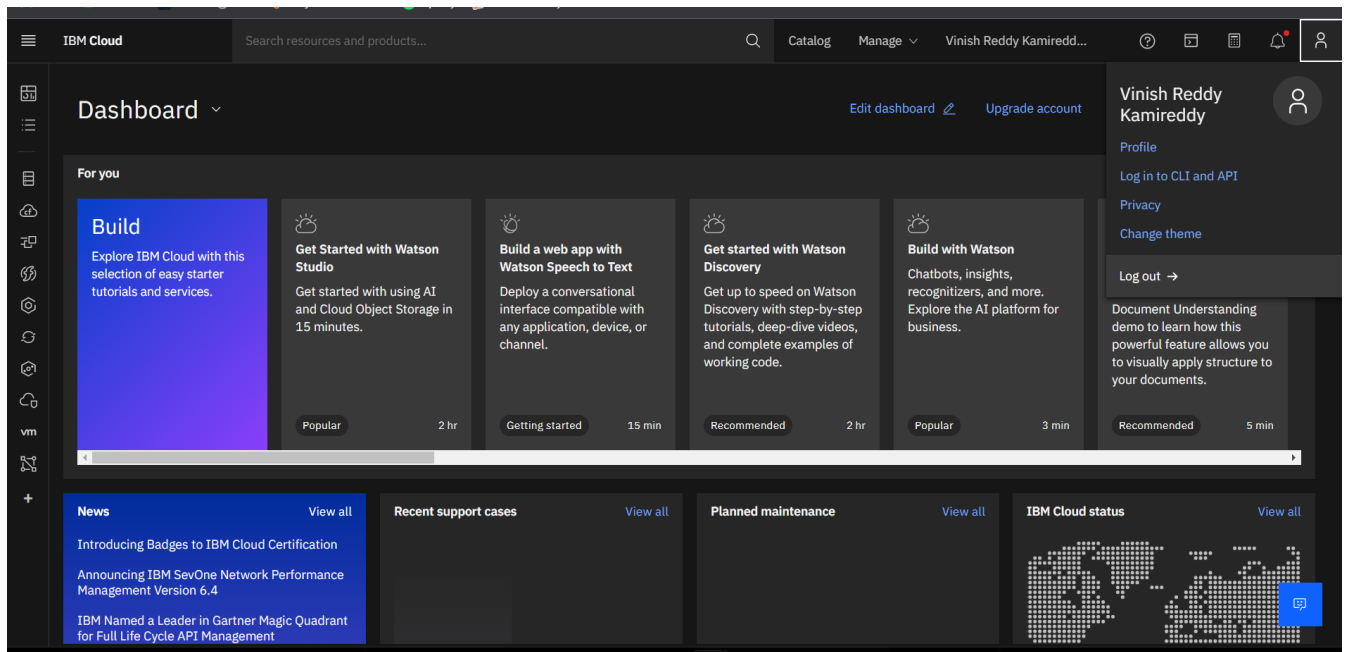 IBM Cloud
Search resources and products...
Catalog
Manage
Vinish Reddy Kamiredd...
Vinish Reddy
Kamireddy
Profile
Log in to CLI and API
Privacy
Change theme
Log out →
Dashboard
Edit dashboard
Upgrade account
For you
Build
Explore IBM Cloud with this
selection of easy starter
tutorials and services.
Get Started with Watson
Studio
Get started with using AI
and Cloud Object Storage in
15 minutes.
Popular
2 hr
Build a web app with
Watson Speech to Text
Deploy a conversational
interface compatible with
any application, device, or
channel.
Getting started
15 min
Get started with Watson
Discovery
Get up to speed on Watson
Discovery with step-by-step
tutorials, deep-dive videos,
and complete examples of
working code.
Recommended
2 hr
Build with Watson
Chatbots, insights,
recognitizers, and more.
Explore the AI platform for
business.
Popular
3 min
Document Understanding
demo to learn how this
powerful feature allows you
to visually apply structure to
your documents.
Recommended
5 min
vm
News
View all
Introducing Badges to IBM Cloud Certification
Announcing IBM SevOne Network Performance
Management Version 6.4
IBM Named a Leader in Gartner Magic Quadrant
for Full Life Cycle API Management
Recent support cases
View all
Planned maintenance
View all
IBM Cloud status
View all